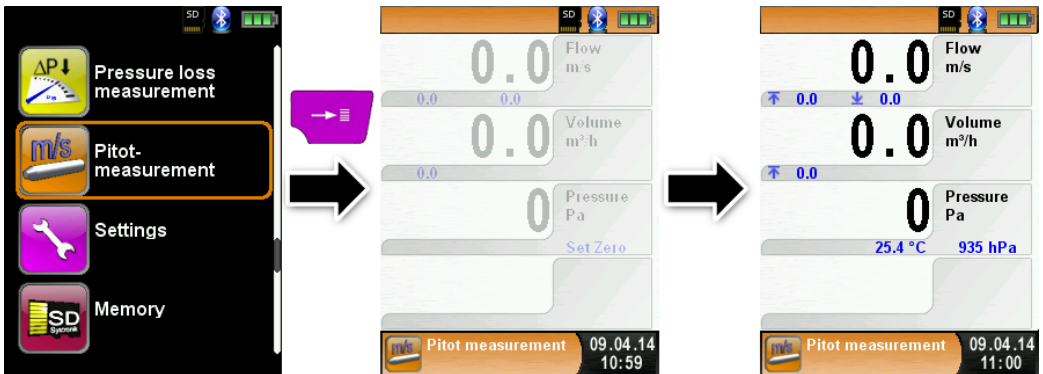 SD
ΔP
Pa
Pressure loss
measurement
m/s
Pitot-
measurement
Settings
SD
Systronik
Memory
SD
0.0
Flow
m/s
0.0 0.0
0.0
Volume
m³/h
0.0
0
Pressure
Pa
Set Zero
m/s
Pitot measurement
09.04.14
10:59
SD
0.0
Flow
m/s
0.0 0.0
0.0
Volume
m³/h
0.0
0
Pressure
Pa
25.4 °C 935 hPa
m/s
Pitot measurement
09.04.14
11:00